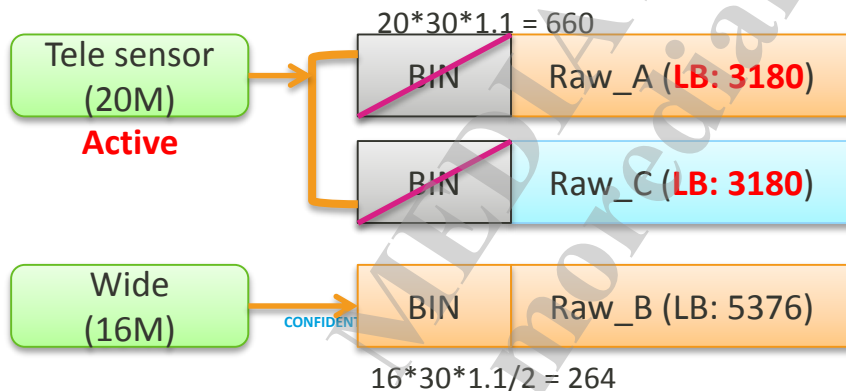 20*30*1.1 = 660
Tele sensor
(20M)
Active
BIN
Raw_A (LB: 3180)
BIN
Raw_C (LB: 3180)
Wide
(16M)
CONFIDENT
BIN
Raw_B (LB: 5376)
16*30*1.1/2 = 264